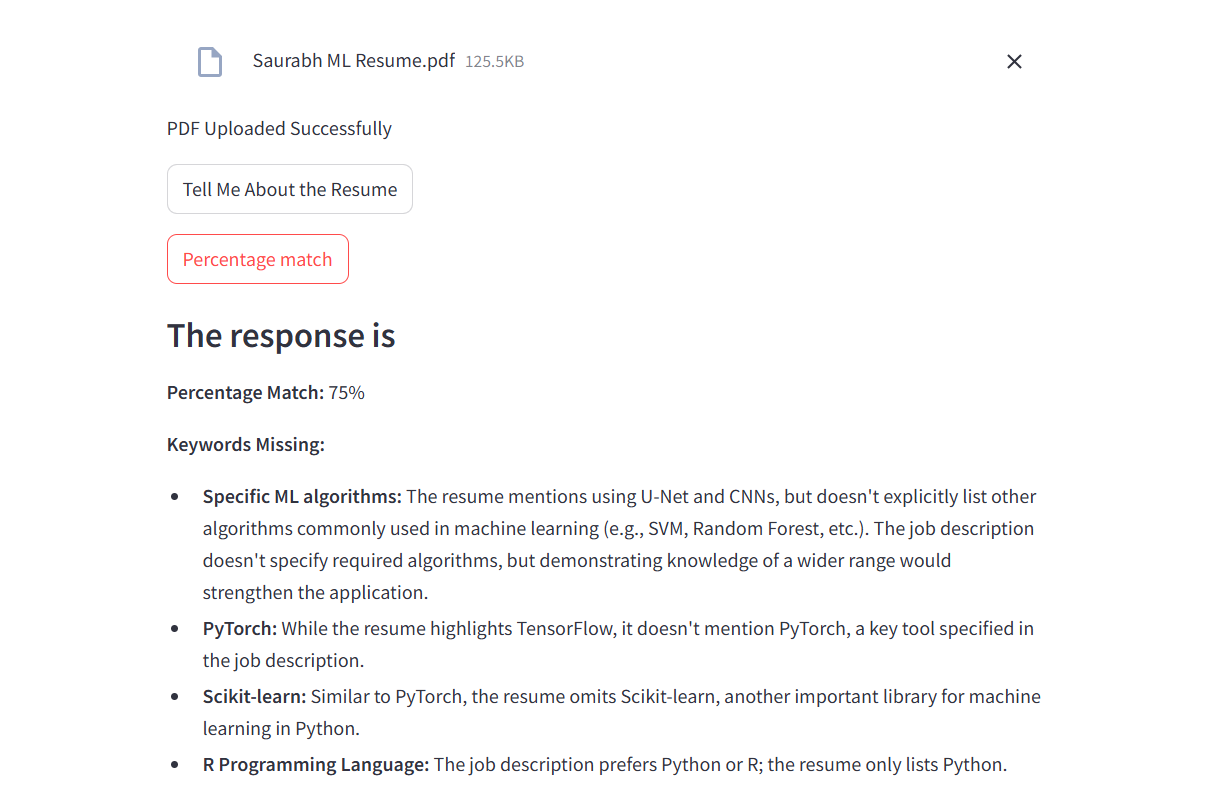 Saurabh ML Resume.pdf 125.5KB
PDF Uploaded Successfully
Tell Me About the Resume
Percentage match
The response is
Percentage Match: 75%
Keywords Missing:
• Specific ML algorithms: The resume mentions using U-Net and CNNs, but doesn't explicitly list other
algorithms commonly used in machine learning (e.g., SVM, Random Forest, etc.). The job description
doesn't specify required algorithms, but demonstrating knowledge of a wider range would
strengthen the application.
• PyTorch: While the resume highlights TensorFlow, it doesn't mention PyTorch, a key tool specified in
the job description.
• Scikit-learn: Similar to PyTorch, the resume omits Scikit-learn, another important library for machine
learning in Python.
• R Programming Language: The job description prefers Python or R; the resume only lists Python.